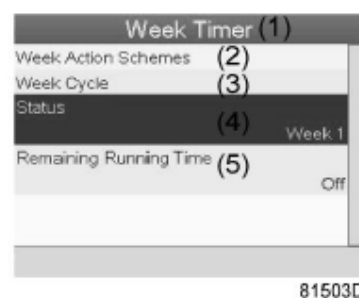 Week Timer (1)
Week Action Schemes (2)
Week Cycle (3)
Status (4)
Week 1
Remaining Running Time (5)
Off
81503D